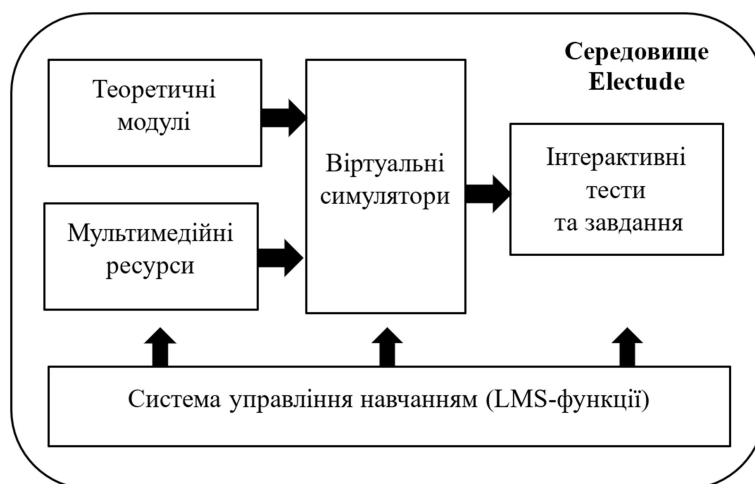 Середовище
Electude
Теоретичні
модулі
Мультимедійні
ресурси
Віртуальні
симулятори
Інтерактивні
тести
та завдання
Система управління навчанням (LMS-функції)